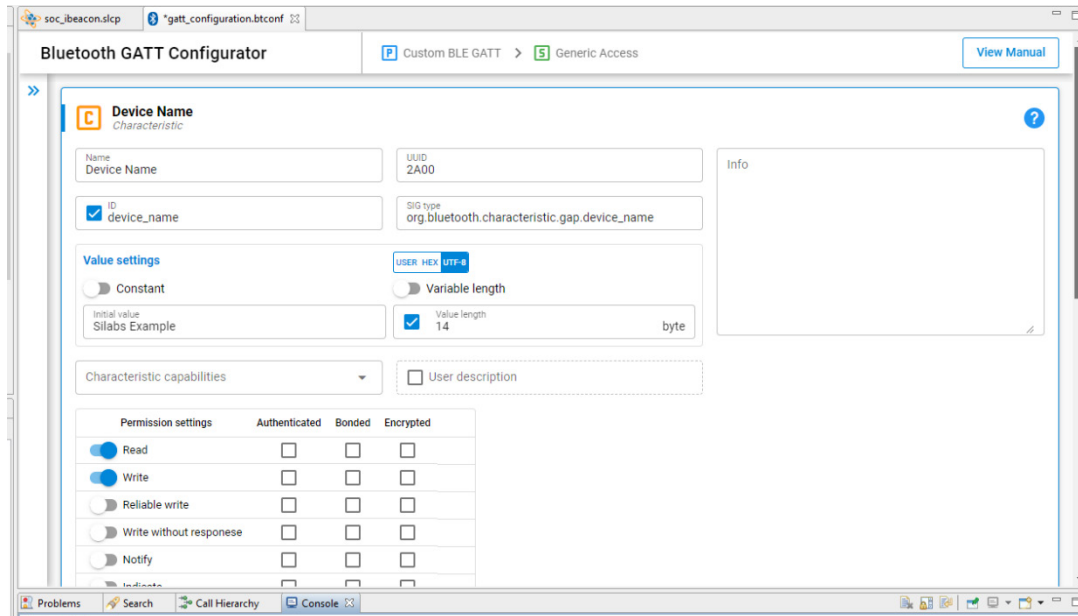 soc_ibeacon.slcp
*gatt_configuration.btconf
Bluetooth GATT Configurator
P Custom BLE GATT > S Generic Access
View Manual
»
C
Device Name
Characteristic
?
Name
Device Name
UUID
2A00
Info
ID
device_name
SIG type
org.bluetooth.characteristic.gap.device_name
Value settings
USER HEX UTF-8
Constant
Variable length
Initial value
Silabs Example
Value length
14
byte
Characteristic capabilities
User description
Permission settings Authenticated Bonded Encrypted
Read
Write
Reliable write
Write without responese
Notify
Indicate
Problems Search Call Hierarchy Console